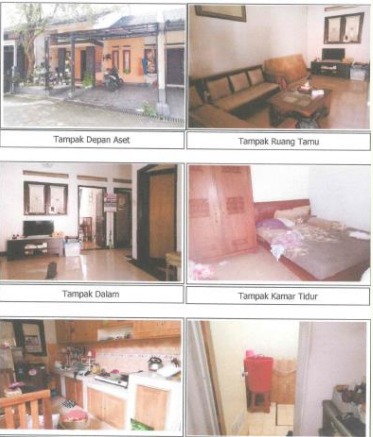 Tampak Depan Aset
Tampak Ruang Tamu
Tampak Dalam
Tampak Kamar Tidur